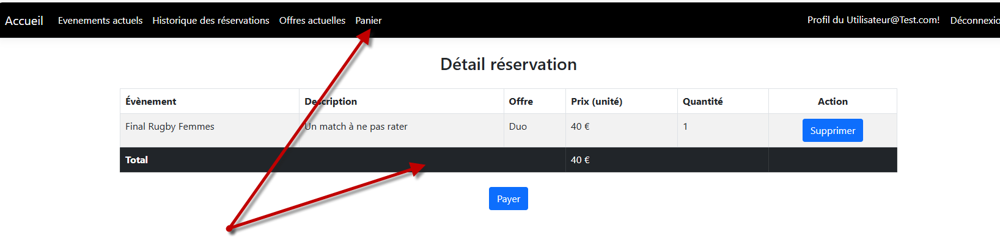 Accueil Evenements actuels Historique des réservations Offres actuelles Panier Profil du Utilisateur@Test.com! Déconnexio
Détail réservation
Évènement Description Offre Prix (unité) Quantité Action
Final Rugby Femmes Un match à ne pas rater Duo 40 € 1 Supprimer
Total 40 €
Payer